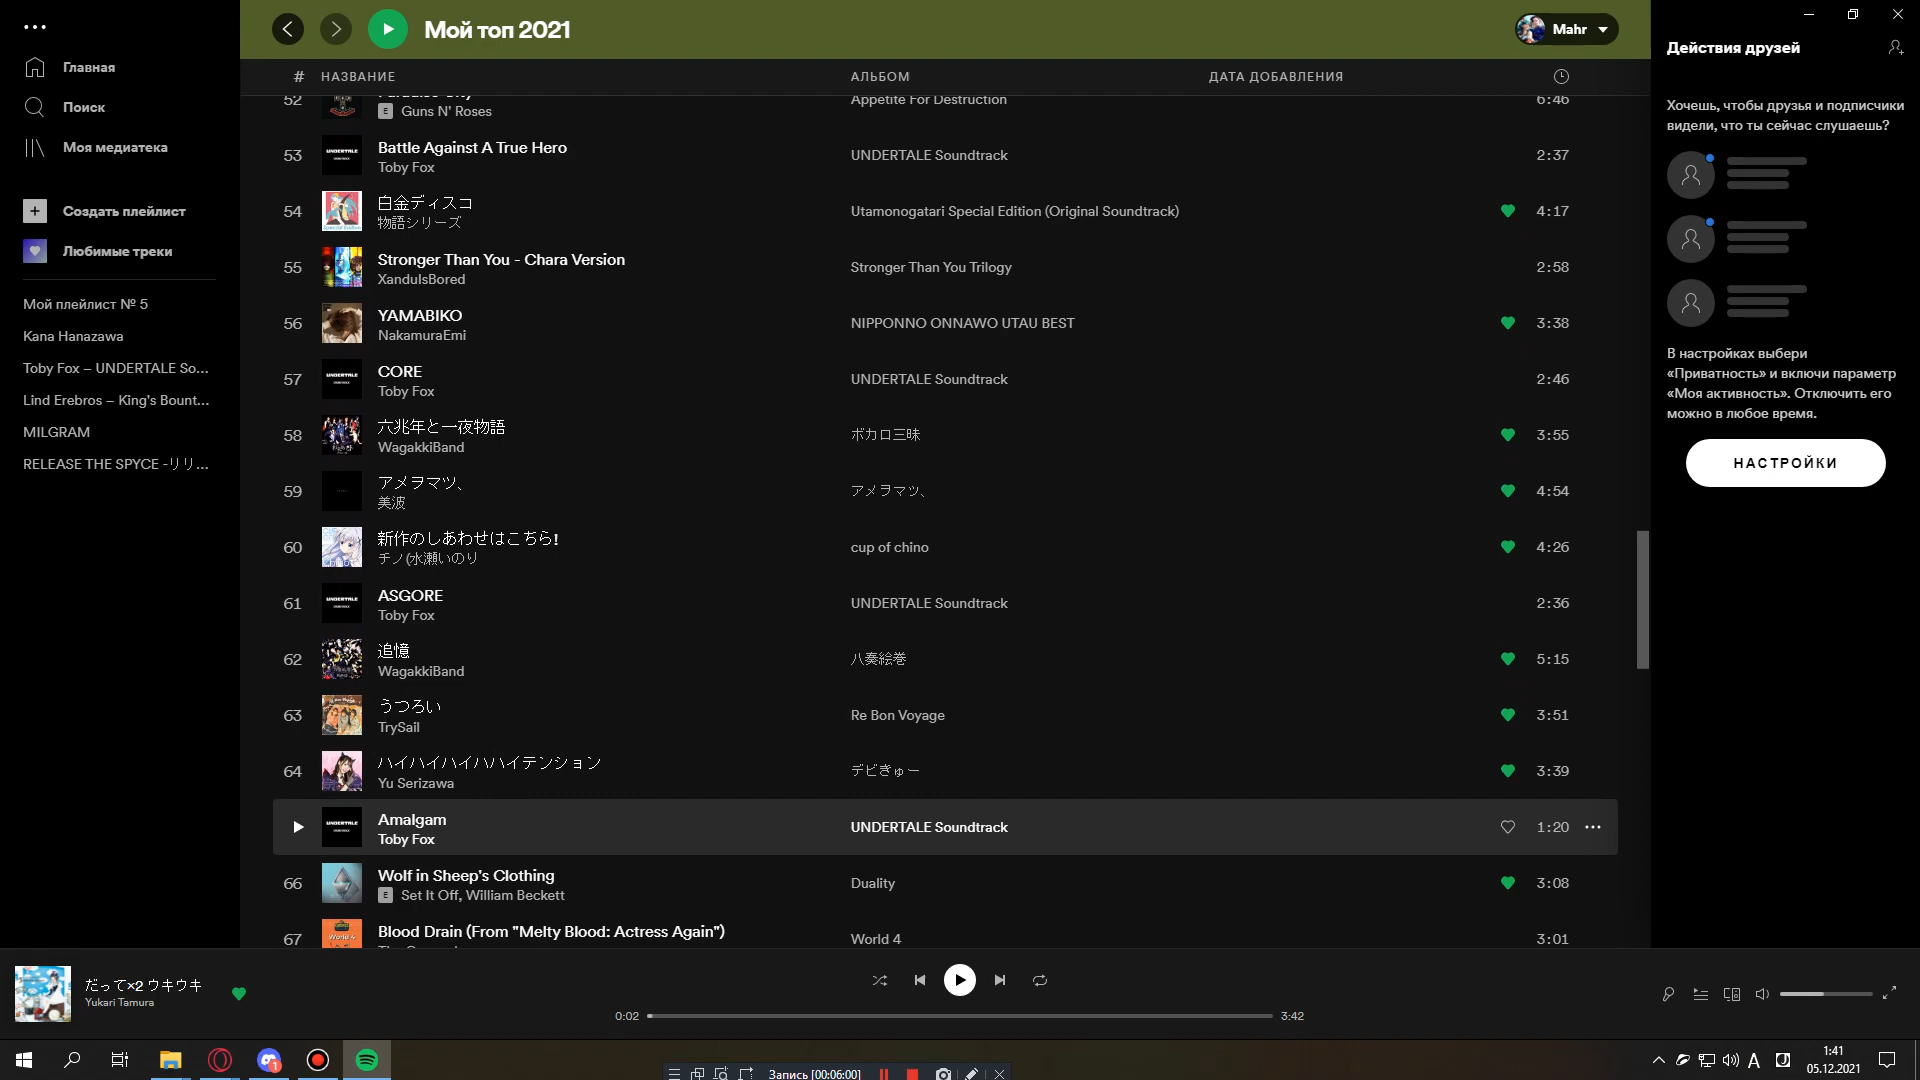 Главная
Поиск
Моя медиатека
Создать плейлист
Любимые треки
Мой плейлист № 5
Kana Hanazawa
Toby Fox – UNDERTALE So...
Lind Erebros – King's Bount...
MILGRAM
RELEASE THE SPYCE -リリ...
Мой топ 2021
Mahr
# НАЗВАНИЕ АЛЬБОМ ДАТА ДОБАВЛЕНИЯ
52 Paradise City Appetite For Destruction 6:46
E Guns N' Roses
53 Battle Against A True Hero UNDERTALE Soundtrack 2:37
Toby Fox
54 白金ディスコ Utamonogatari Special Edition (Original Soundtrack) 4:17
物語シリーズ
55 Stronger Than You - Chara Version Stronger Than You Trilogy 2:58
XandulsBored
56 YAMABIKO NIPPONNO ONNAWO UTAU BEST 3:38
NakamuraEmi
57 CORE UNDERTALE Soundtrack 2:46
Toby Fox
58 六兆年と一夜物語 ボカロ三昧 3:55
WagakkiBand
59 アメヲマツ、 アメヲマツ、 4:54
美波
60 新作のしあわせはこちら! cup of chino 4:26
チノ(水瀬いのり
61 ASGORE UNDERTALE Soundtrack 2:36
Toby Fox
62 追憶 八奏絵巻 5:15
WagakkiBand
63 うつろい Re Bon Voyage 3:51
TrySail
64 ハイハイハイハハイテンション デビきゅー 3:39
Yu Serizawa
Amalgam UNDERTALE Soundtrack 1:20
Toby Fox
66 Wolf in Sheep's Clothing Duality 3:08
E Set It Off, William Beckett
67 Blood Drain (From "Melty Blood: Actress Again") World 4 3:01
Действия друзей
Хочешь, чтобы друзья и подписчики
видели, что ты сейчас слушаешь?
В настройках выбери
«Приватность» и включи параметр
«Моя активность». Отключить его
можно в любое время.
НАСТРОЙКИ
だって×2 ウキウキ
Yukari Tamura
0:02 3:42
Запись [00:06:00]
1:41
05.12.2021